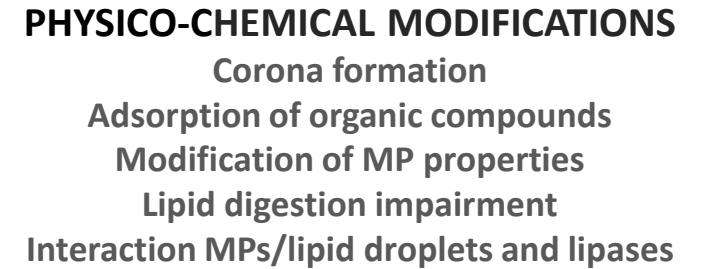 PHYSICO-CHEMICAL MODIFICATIONS
Corona formation
Adsorption of organic compounds
Modification of MP properties
Lipid digestion impairment
Interaction MPs/lipid droplets and lipases